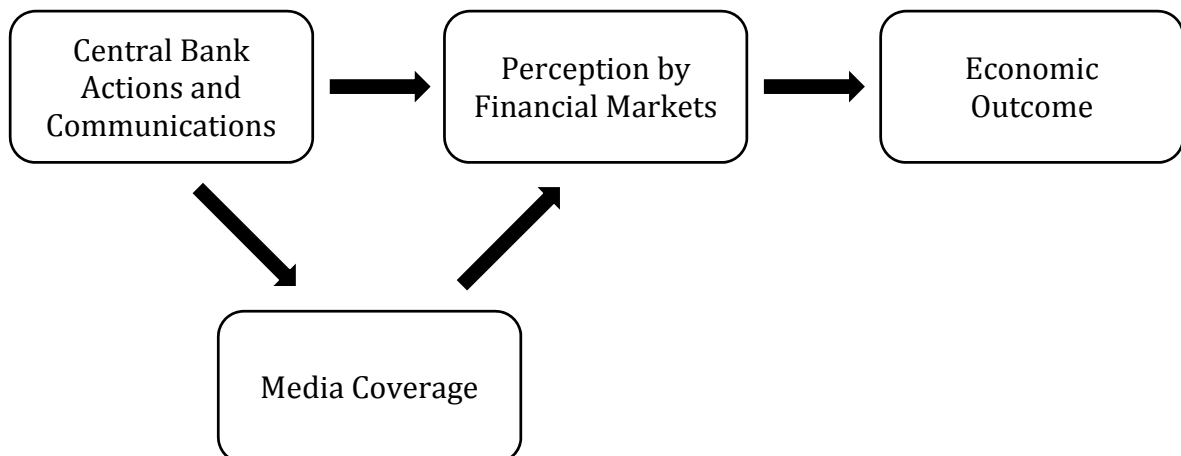 Central Bank
Actions and
Communications
Perception by
Financial Markets
Economic
Outcome
Media Coverage